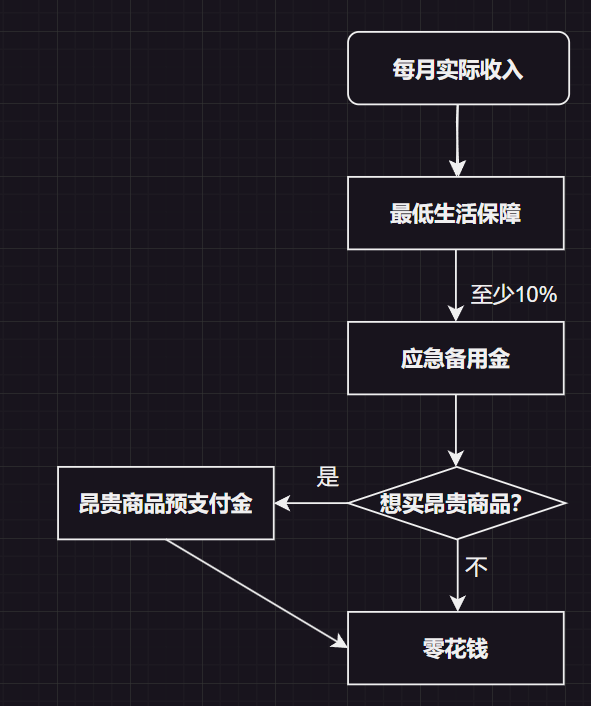 每月实际收入
最低生活保障
至少10%
应急备用金
是
昂贵商品预支付金
想买昂贵商品?
不
零花钱